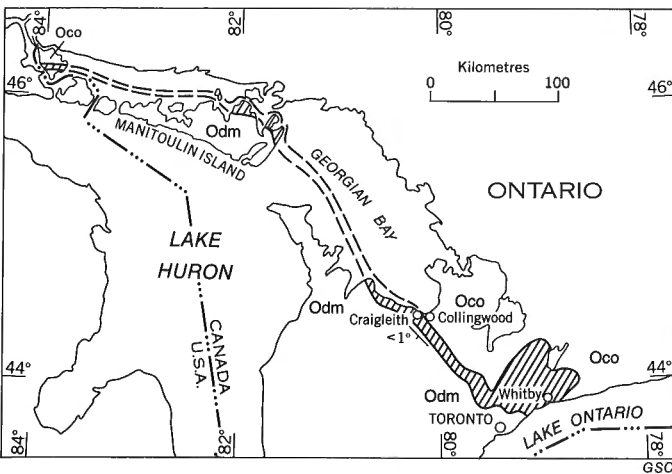 84°
82°
80°
78°
Oco
Kilometres
0 100
46°
46°
Odm
MANITOULIN ISLAND
GEORGIAN BAY
ONTARIO
LAKE
HURON
Odm
Oco
Craigleith
Collingwood
<1°
CANADA
U.S.A.
Oco
44°
44°
Odm
Whitby
TORONTO
LAKE ONTARIO
84°
82°
80°
78°
GSC